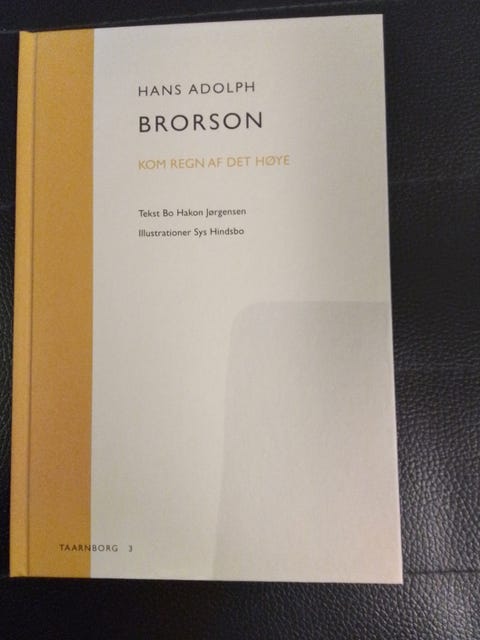 HANS ADOLPH
BRORSON
KOM REGN AF DET HØYE
Tekst Bo Hakon Jørgensen
Illustrationer Sys Hindsbo
TAARNBORG 3